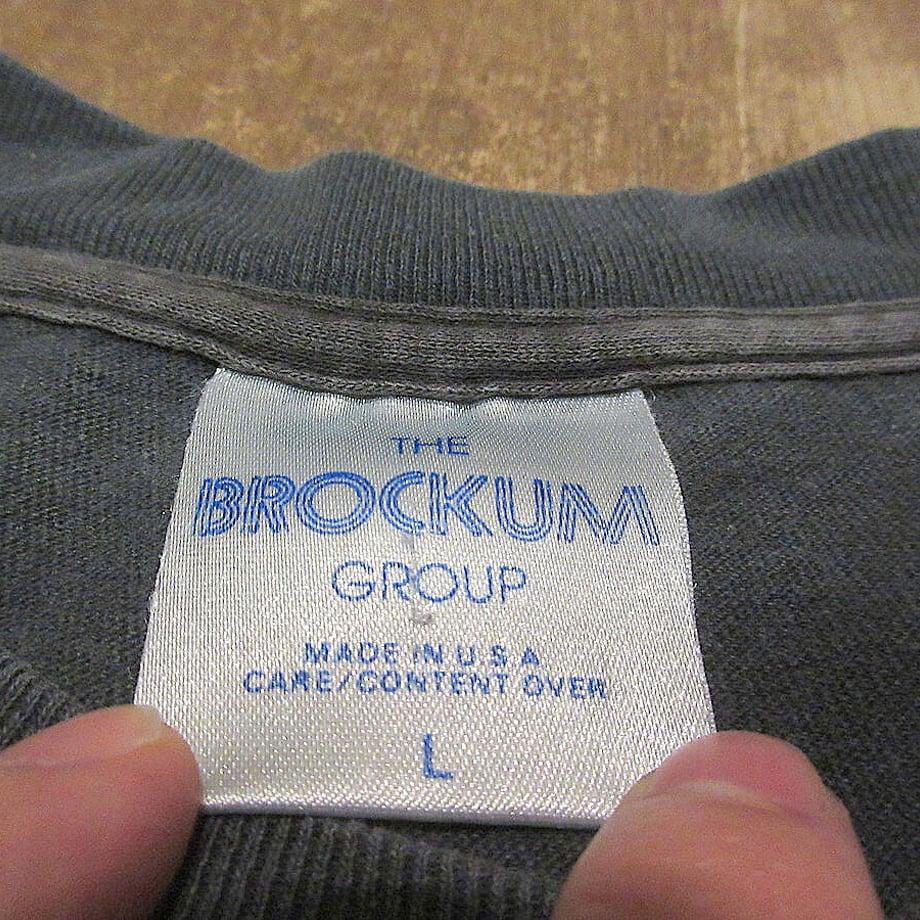 THE
BROCKUM
GROUP
MADE IN U S A
CARE/CONTENT OVER
L